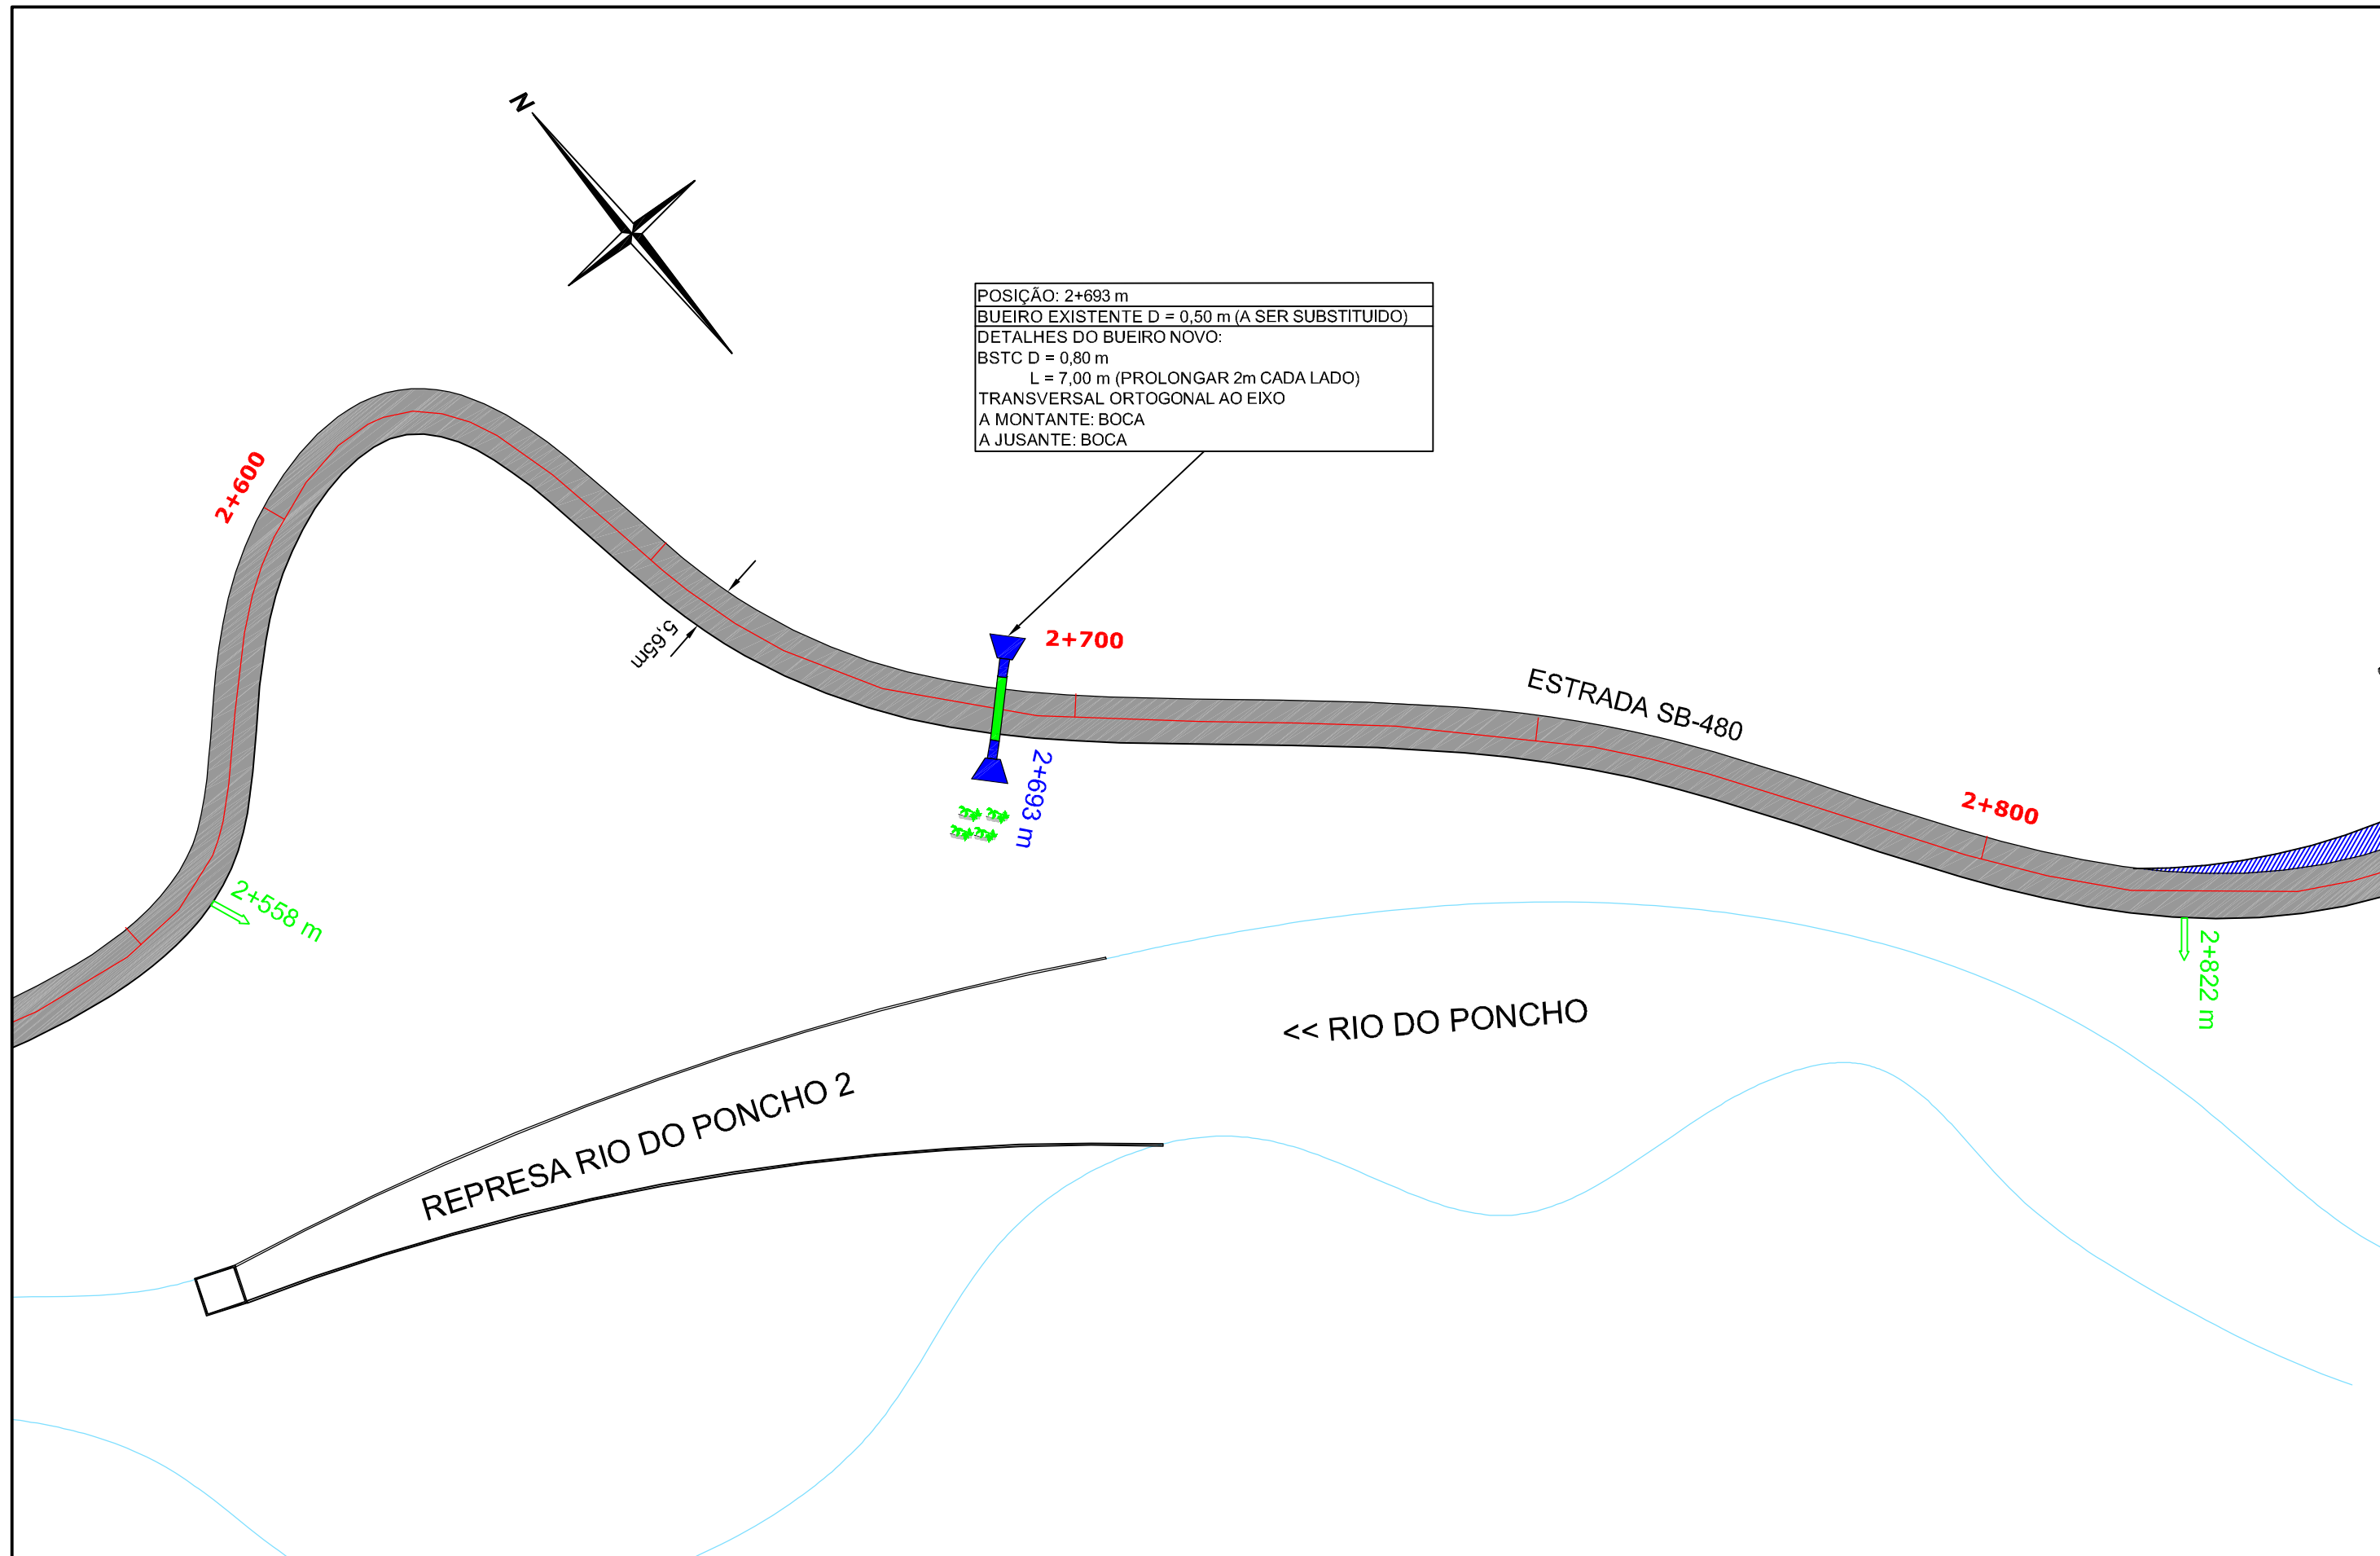 N
POSIÇÃO: 2+693 m
BUEIRO EXISTENTE D = 0,50 m (A SER SUBSTITUIDO)
DETALHES DO BUEIRO NOVO:
BSTC D = 0,80 m
L = 7,00 m (PROLONGAR 2m CADA LADO)
TRANSVERSAL ORTOGONAL AO EIXO
A MONTANTE: BOCA
A JUSANTE: BOCA
2+600
5,65m
2+700
ESTRADA SB-480
2+693 m
2+800
2+558 m
2+822 m
<< RIO DO PONCHO
REPRESA RIO DO PONCHO 2